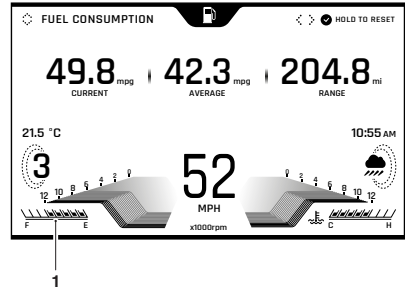 FUEL CONSUMPTION
HOLD TO RESET
49.8 mpg 42.3 mpg 204.8 mi
CURRENT AVERAGE RANGE
21.5 °C
10:55 AM
3
52
MPH
x1000rpm
12 10 8 6 4 2 0
0 2 4 6 8 10 12
F E
C H
1